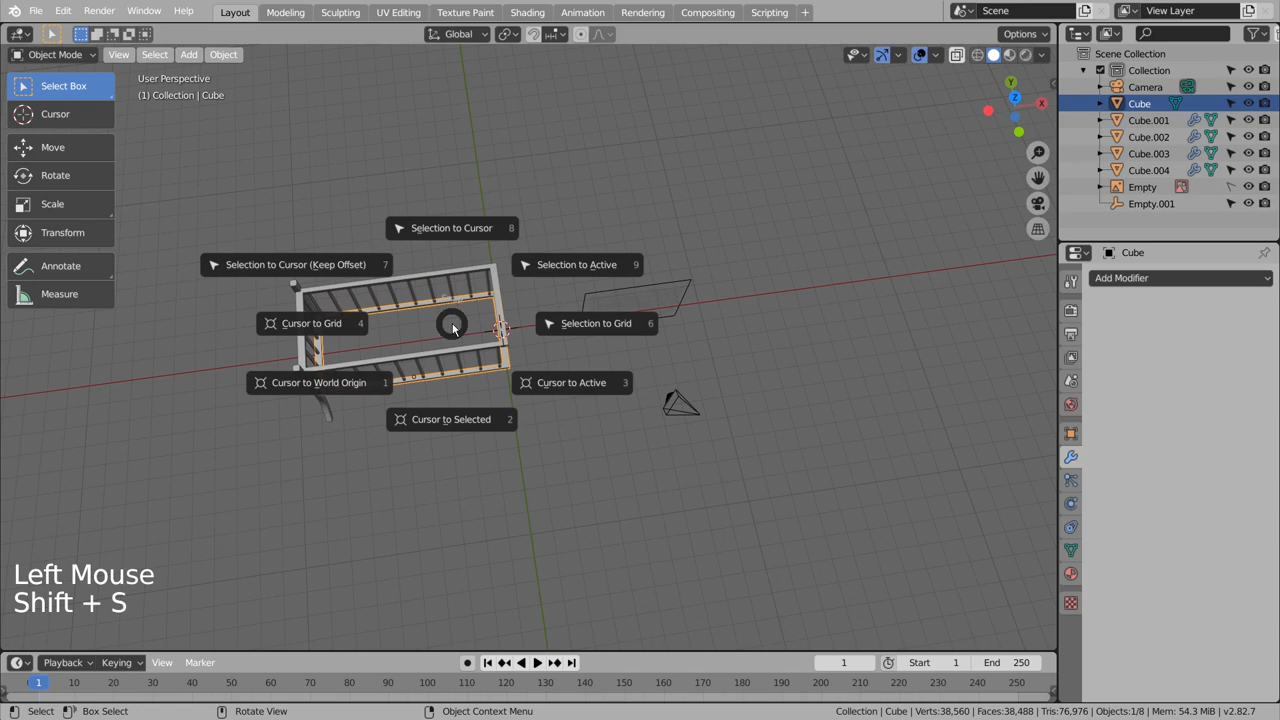 File Edit Render Window Help
Layout Modeling Sculpting UV Editing Texture Paint Shading Animation Rendering Compositing Scripting +
Scene
View Layer
Global
Options
Object Mode View Select Add Object
Select Box
Cursor
Move
Rotate
Scale
Transform
Annotate
Measure
User Perspective
(1) Collection | Cube
Y
Z
X
Selection to Cursor 8
Selection to Cursor (Keep Offset) 7
Selection to Active 9
Cursor to Grid 4
Selection to Grid 6
Cursor to World Origin 1
Cursor to Active 3
Cursor to Selected 2
Left Mouse
Shift + S
Scene Collection
Collection
Camera
Cube
Cube.001
Cube.002
Cube.003
Cube.004
Empty
Empty.001
Cube
Add Modifier
Playback Keying View Marker
1
Start 1
End 250
1 10 20 30 40 50 60 70 80 90 100 110 120 130 140 150 160 170 180 190 200 210 220 230 240 250
Select
Box Select
Rotate View
Object Context Menu
Collection | Cube | Verts:38,560 | Faces:38,488 | Tris:76,976 | Objects:1/8 | Mem: 54.3 MiB | v2.82.7